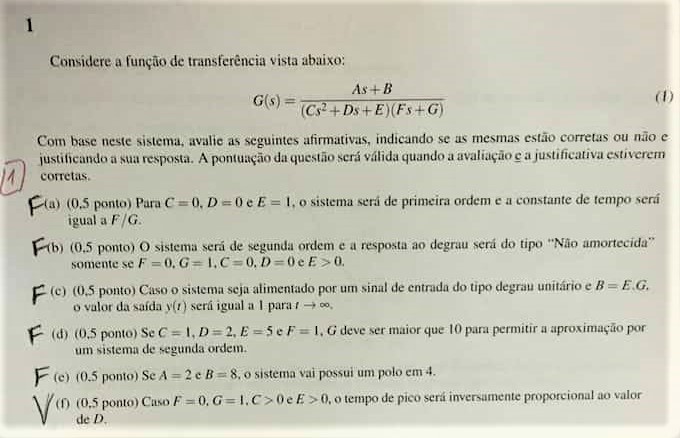 1
Considere a função de transferência vista abaixo:
G(s) = As + B / (Cs² + Ds + E)(Fs + G) (1)
Com base neste sistema, avalie as seguintes afirmativas, indicando se as mesmas estão corretas ou não e
justificando a sua resposta. A pontuação da questão será válida quando a avaliação e a justificativa estiverem
1 corretas.
F (a) (0,5 ponto) Para C = 0, D = 0 e E = 1, o sistema será de primeira ordem e a constante de tempo será
igual a F/G.
F (b) (0,5 ponto) O sistema será de segunda ordem e a resposta ao degrau será do tipo “Não amortecida”
somente se F = 0, G = 1, C = 0, D = 0 e E > 0.
F (c) (0,5 ponto) Caso o sistema seja alimentado por um sinal de entrada do tipo degrau unitário e B = E.G,
o valor da saída y(t) será igual a 1 para t → ∞.
F (d) (0,5 ponto) Se C = 1, D = 2, E = 5 e F = 1, G deve ser maior que 10 para permitir a aproximação por
um sistema de segunda ordem.
F (e) (0,5 ponto) Se A = 2 e B = 8, o sistema vai possui um polo em 4.
V (f) (0,5 ponto) Caso F = 0, G = 1, C > 0 e E > 0, o tempo de pico será inversamente proporcional ao valor
de D.